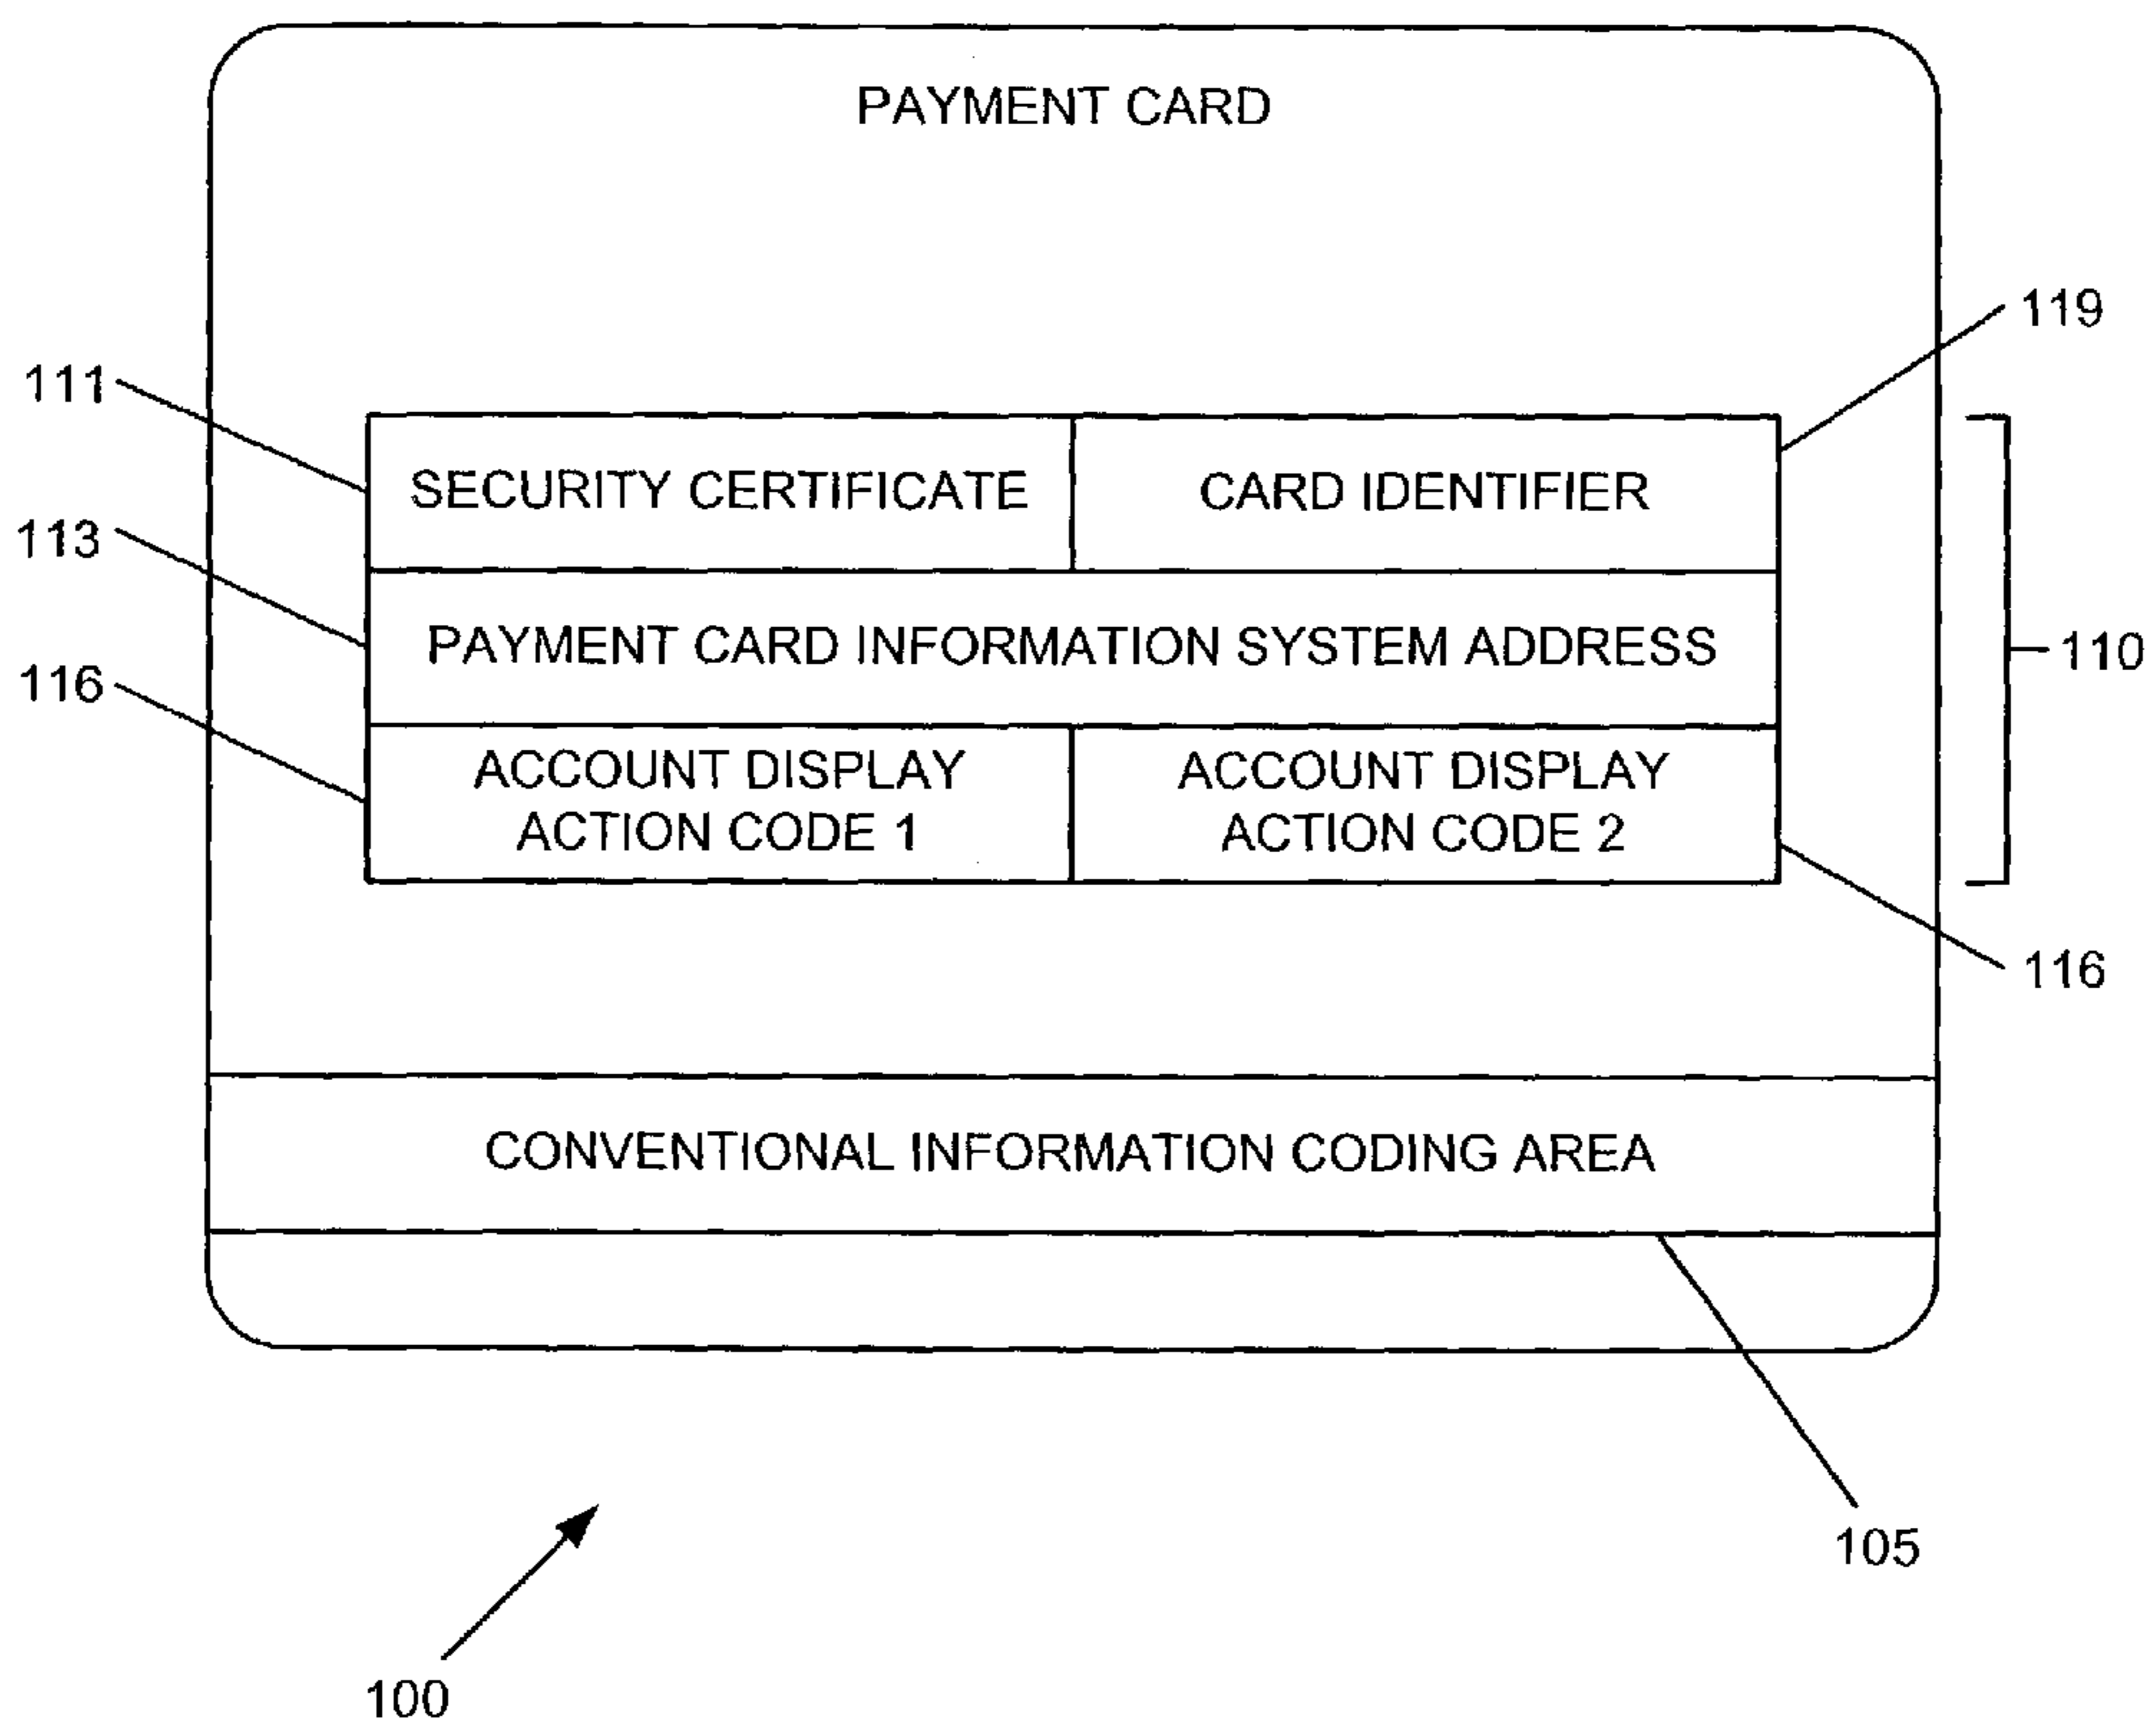 PAYMENT CARD
119
111
SECURITY CERTIFICATE
CARD IDENTIFIER
113
PAYMENT CARD INFORMATION SYSTEM ADDRESS
110
116
ACCOUNT DISPLAY
ACTION CODE 1
ACCOUNT DISPLAY
ACTION CODE 2
116
CONVENTIONAL INFORMATION CODING AREA
105
100